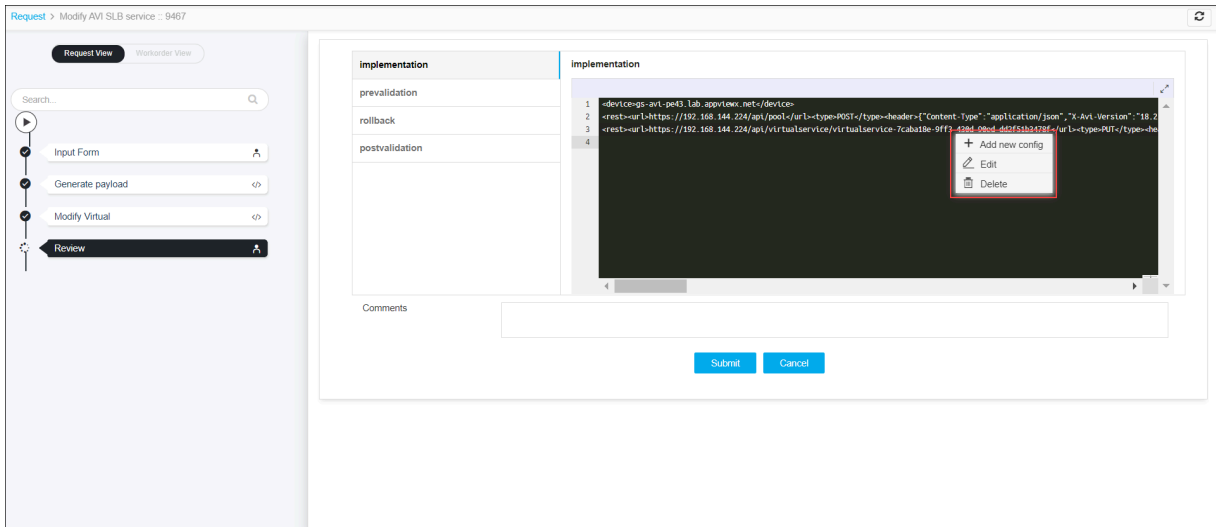 Request > Modify AVI SLB service :: 9467
Request View Workorder View
Search...
Input Form
Generate payload
Modify Virtual
Review
implementation
prevalidation
rollback
postvalidation
implementation
1 <device>gs-avi-pe43.lab.appviewx.net</device>
2 <rest><url>https://192.168.144.224/api/pool</url><type>POST</type><header>{"Content-Type":"application/json","X-Avi-Version":"18.2
3 <rest><url>https://192.168.144.224/api/virtualservice/virtualservice-7caba18e-9ff3-430d-</url><type>PUT</type><he
4
Add new config
Edit
Delete
Comments
Submit Cancel